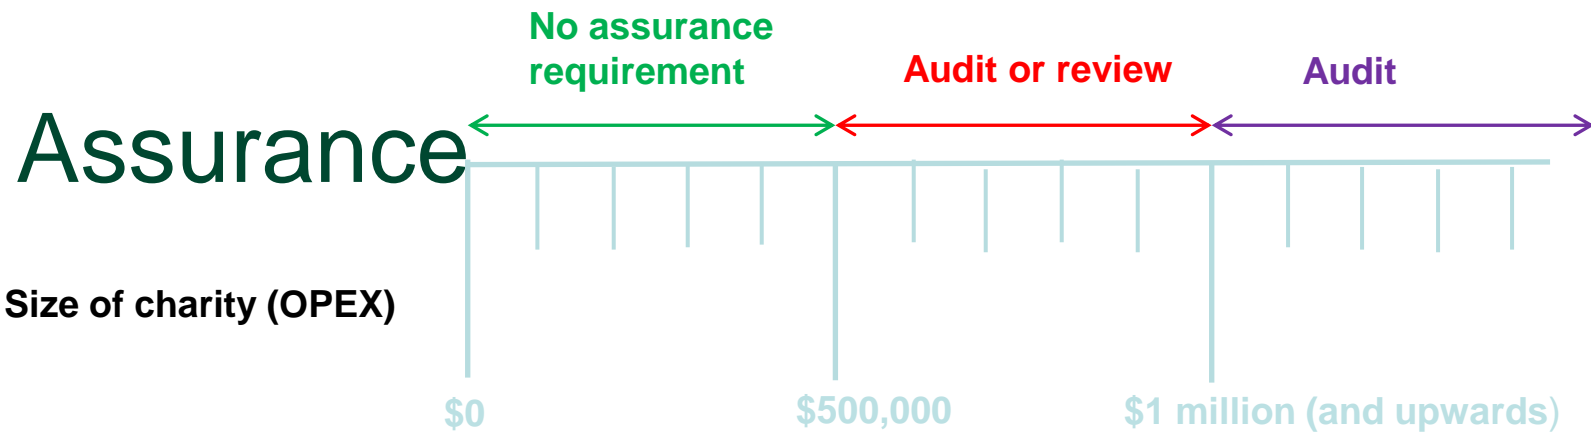 No assurance
requirement
Audit or review
Audit
Assurance
Size of charity (OPEX)
$0
$500,000
$1 million (and upwards)